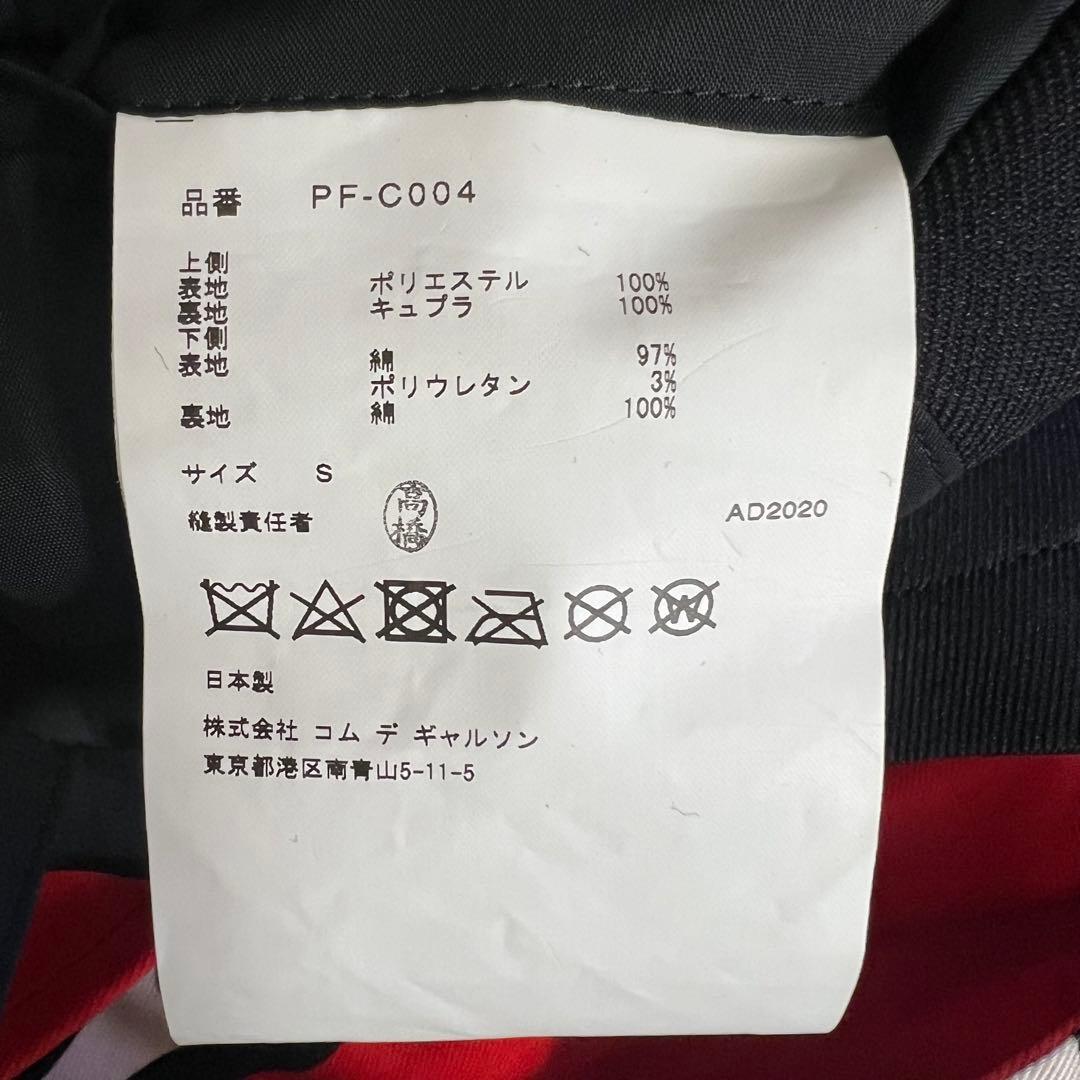 品番 PF-C004
上側
表地 ポリエステル 100%
裏地 キュプラ 100%
下側
表地 綿 97%
ポリウレタン 3%
裏地 綿 100%
サイズ S
縫製責任者 高橋 AD2020
W
日本製
株式会社 コム デ ギャルソン
東京都港区南青山5-11-5